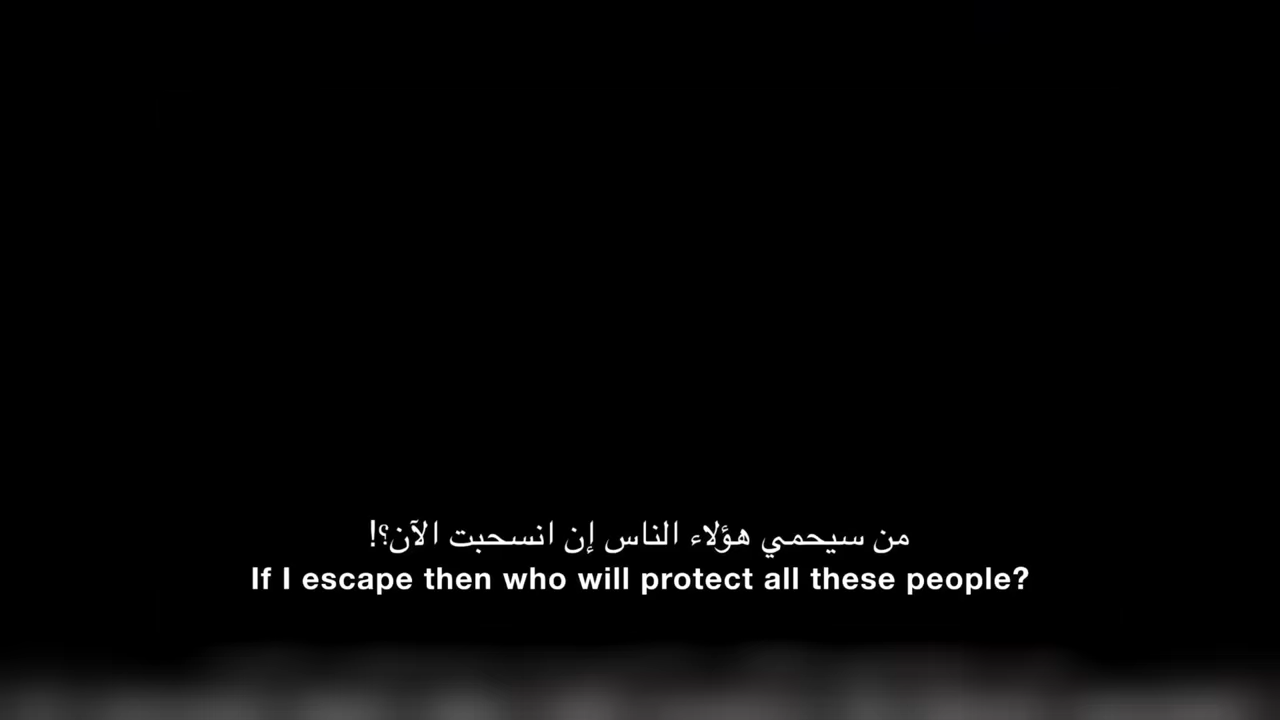 من سيحمي هؤلاء الناس إن انسحبت الآن؟!
If I escape then who will protect all these people?